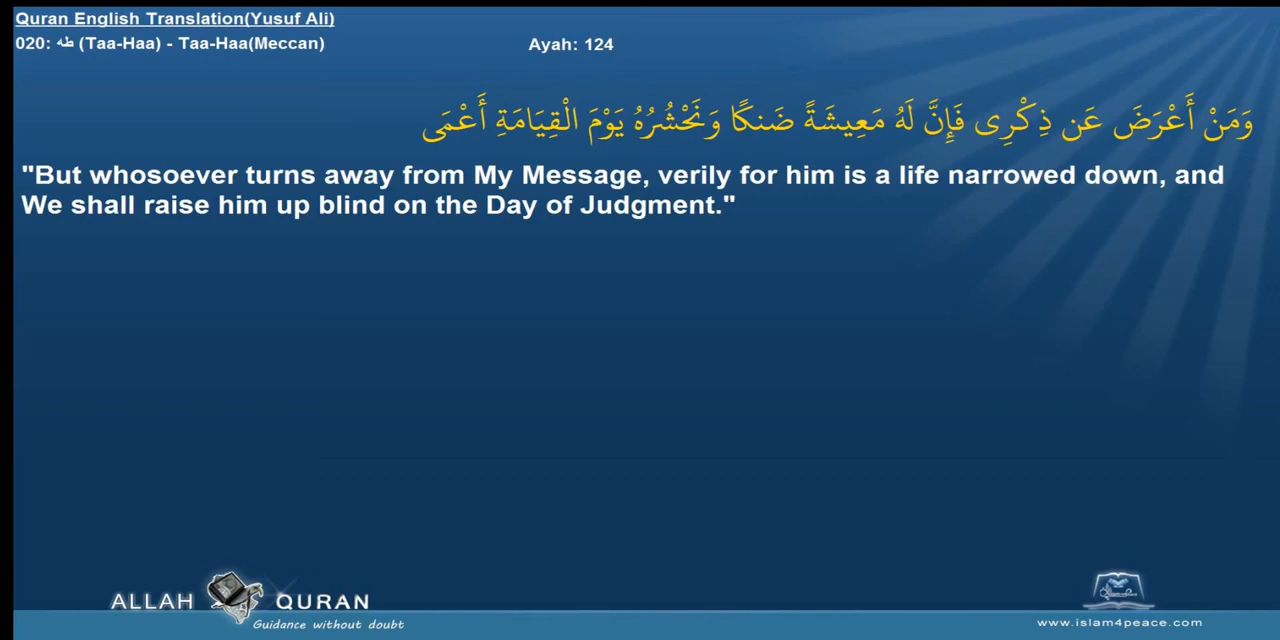 Quran English Translation(Yusuf Ali)
020: طه (Taa-Haa) - Taa-Haa(Meccan)
Ayah: 124
وَمَنْ أَعْرَضَ عَن ذِكْرِى فَإِنَّ لَهُ مَعِيشَةً ضَنكًا وَنَحْشُرُهُ يَوْمَ الْقِيَامَةِ أَعْمَى
"But whosoever turns away from My Message, verily for him is a life narrowed down, and
We shall raise him up blind on the Day of Judgment."
ALLAH QURAN
Guidance without doubt
www.islam4peace.com